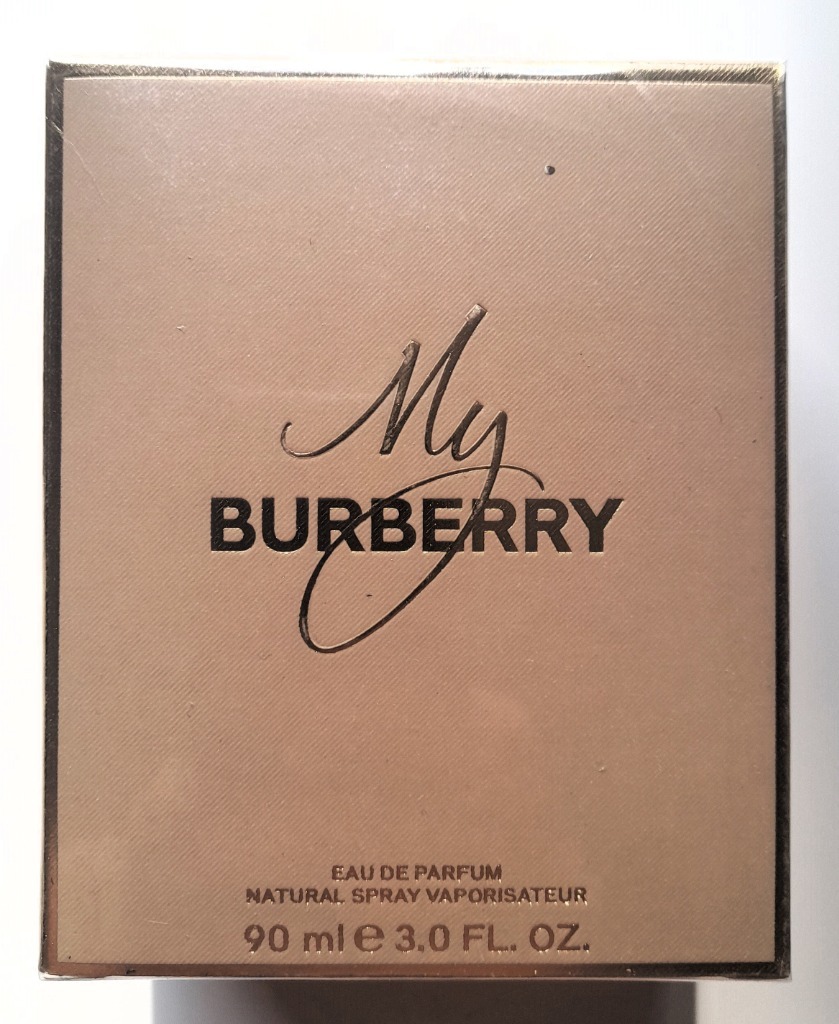 My
BURBERRY
EAU DE PARFUM
NATURAL SPRAY VAPORISATEUR
90 ml ℮ 3.0 FL. OZ.